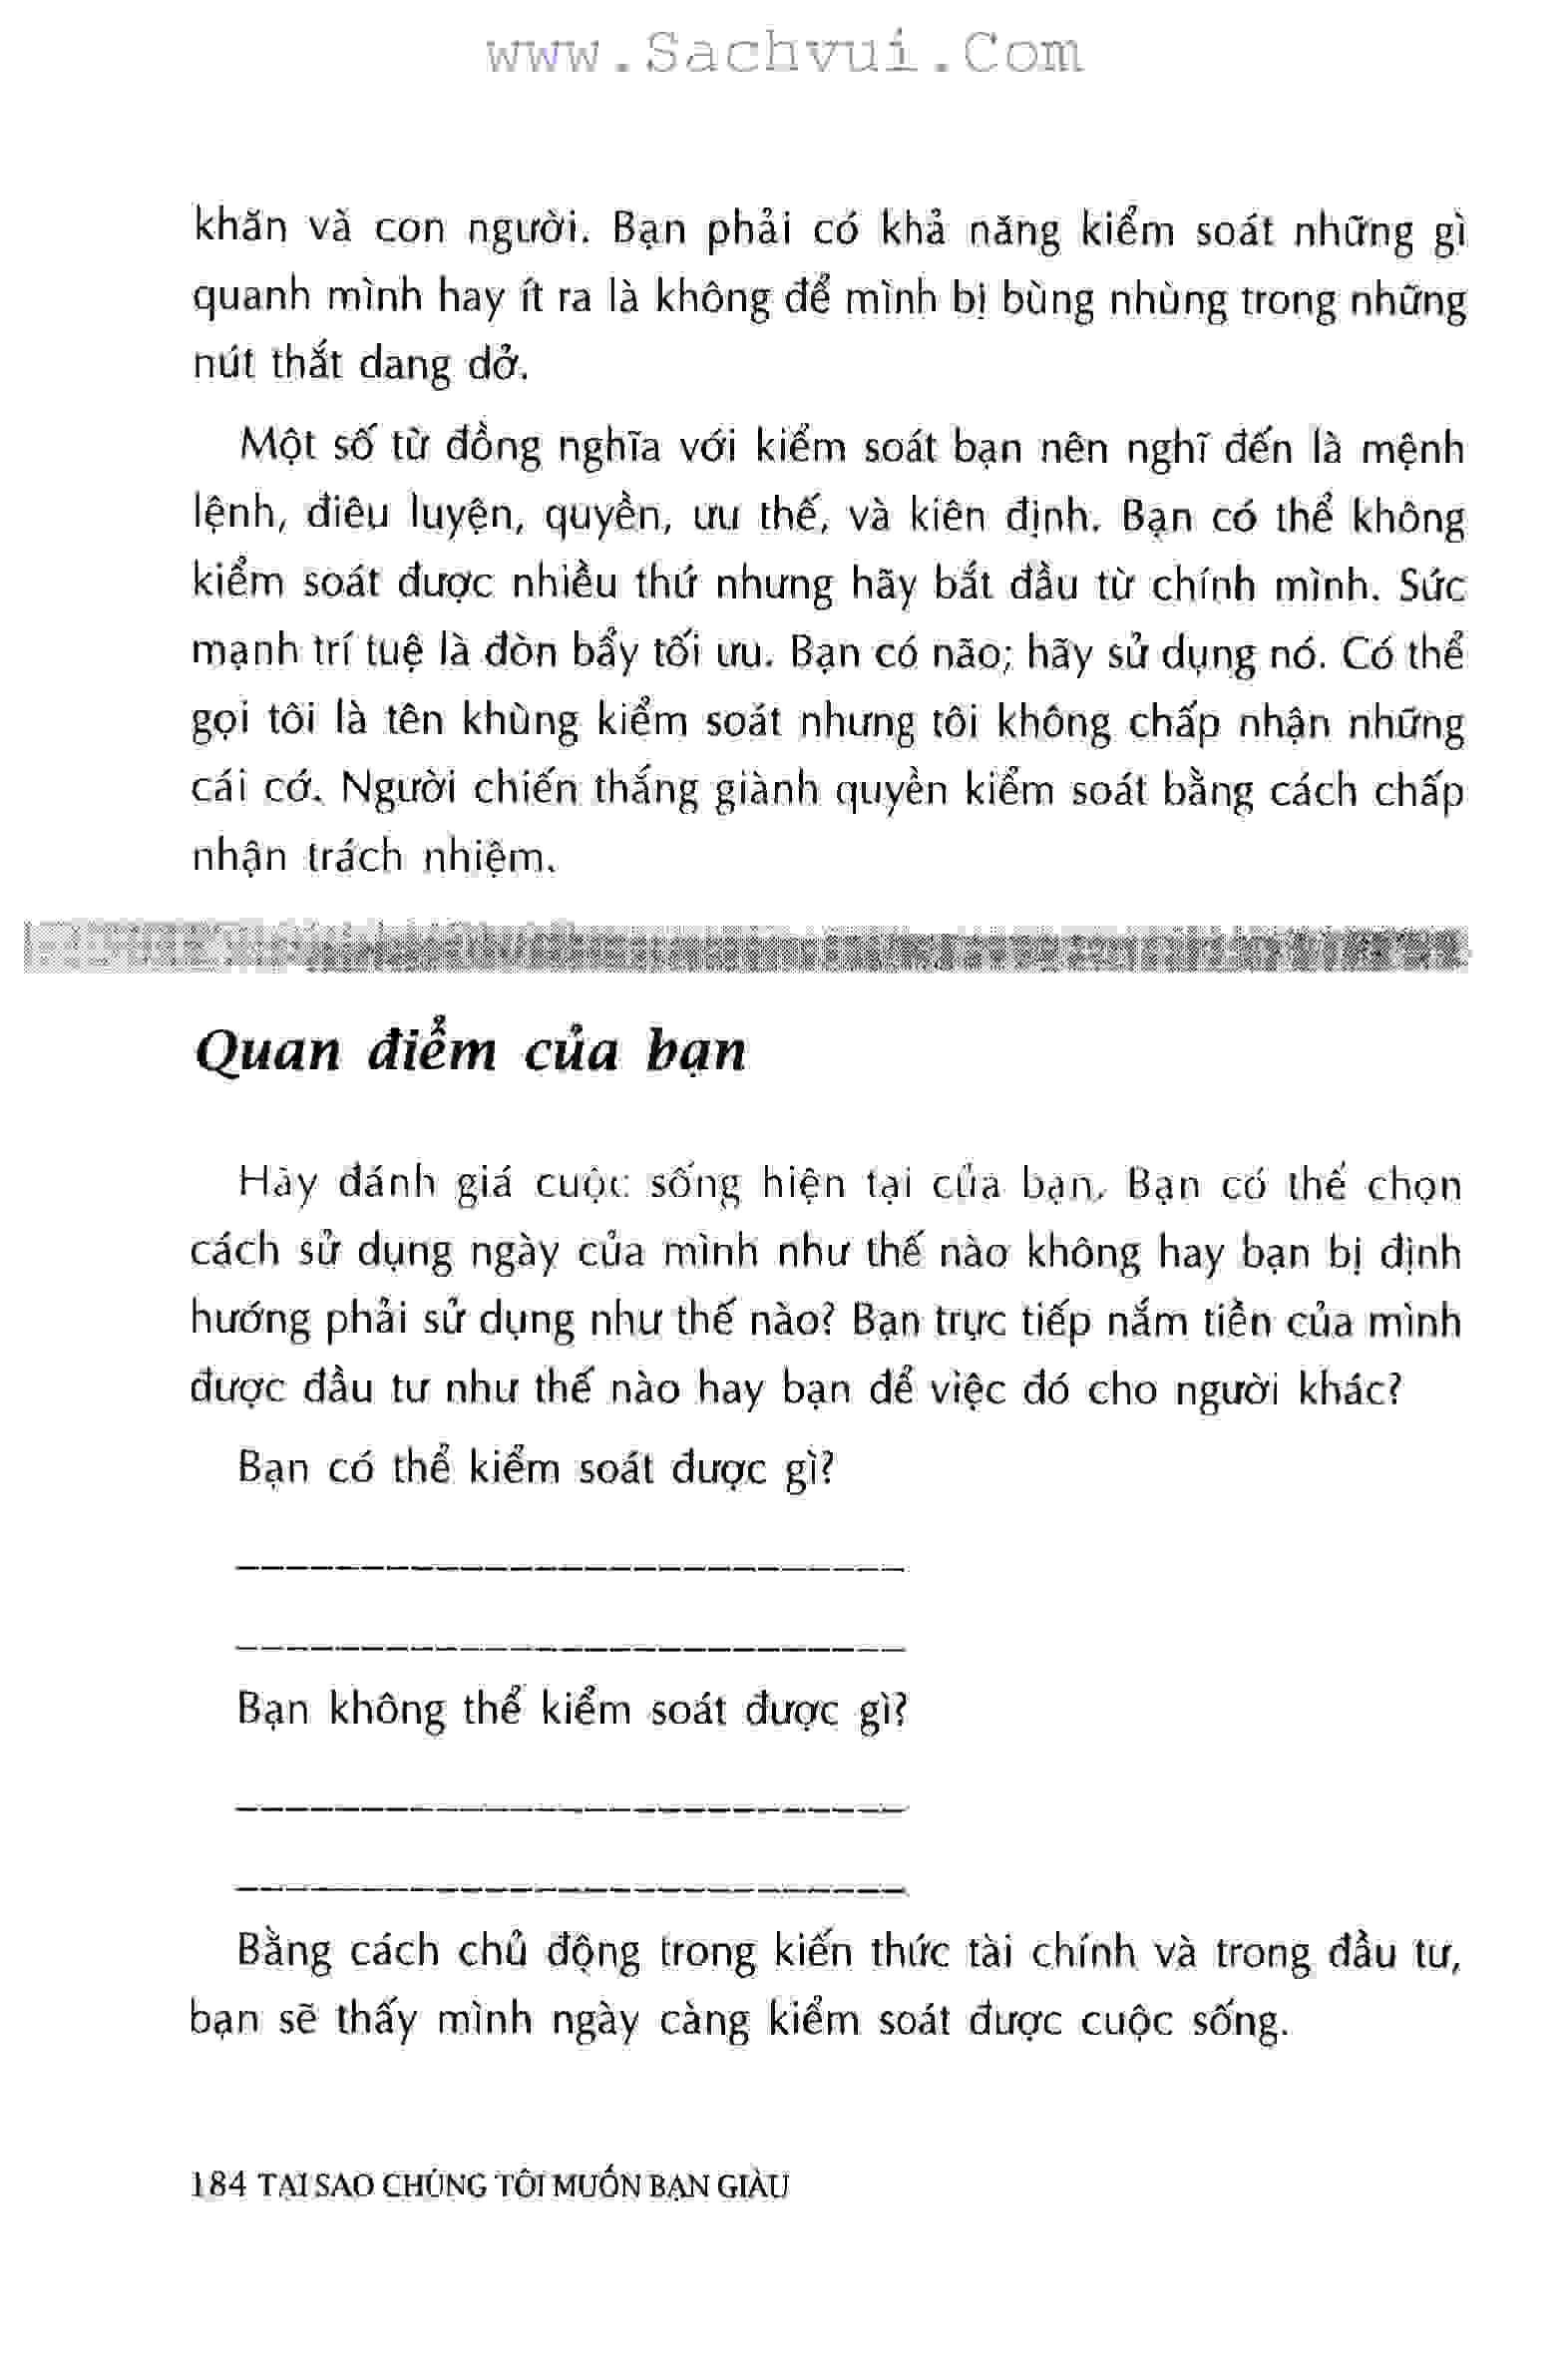 www.Sachvui.Com
khăn và con người. Bạn phải có khả năng kiểm soát những gì
quanh mình hay ít ra là không để mình bị bùng nhùng trong những
nút thắt dang dở.
Một số từ đồng nghĩa với kiểm soát bạn nên nghĩ đến là mệnh
lệnh, điêu luyện, quyền, ưu thế, và kiên định. Bạn có thể không
kiểm soát được nhiều thứ nhưng hãy bắt đầu từ chính mình. Sức
mạnh trí tuệ là đòn bẩy tối ưu. Bạn có não; hãy sử dụng nó. Có thể
gọi tôi là tên khùng kiểm soát nhưng tôi không chấp nhận những
cái cớ. Người chiến thắng giành quyền kiểm soát bằng cách chấp
nhận trách nhiệm.
Quan điểm của bạn
Hãy đánh giá cuộc sống hiện tại của bạn. Bạn có thể chọn
cách sử dụng ngày của mình như thế nào không hay bạn bị định
hướng phải sử dụng như thế nào? Bạn trực tiếp nắm tiền của mình
được đầu tư như thế nào hay bạn để việc đó cho người khác?
Bạn có thể kiểm soát được gì?
Bạn không thể kiểm soát được gì?
Bằng cách chủ động trong kiến thức tài chính và trong đầu tư,
bạn sẽ thấy mình ngày càng kiểm soát được cuộc sống.
184 TẠI SAO CHÚNG TÔI MUỐN BẠN GIÀU